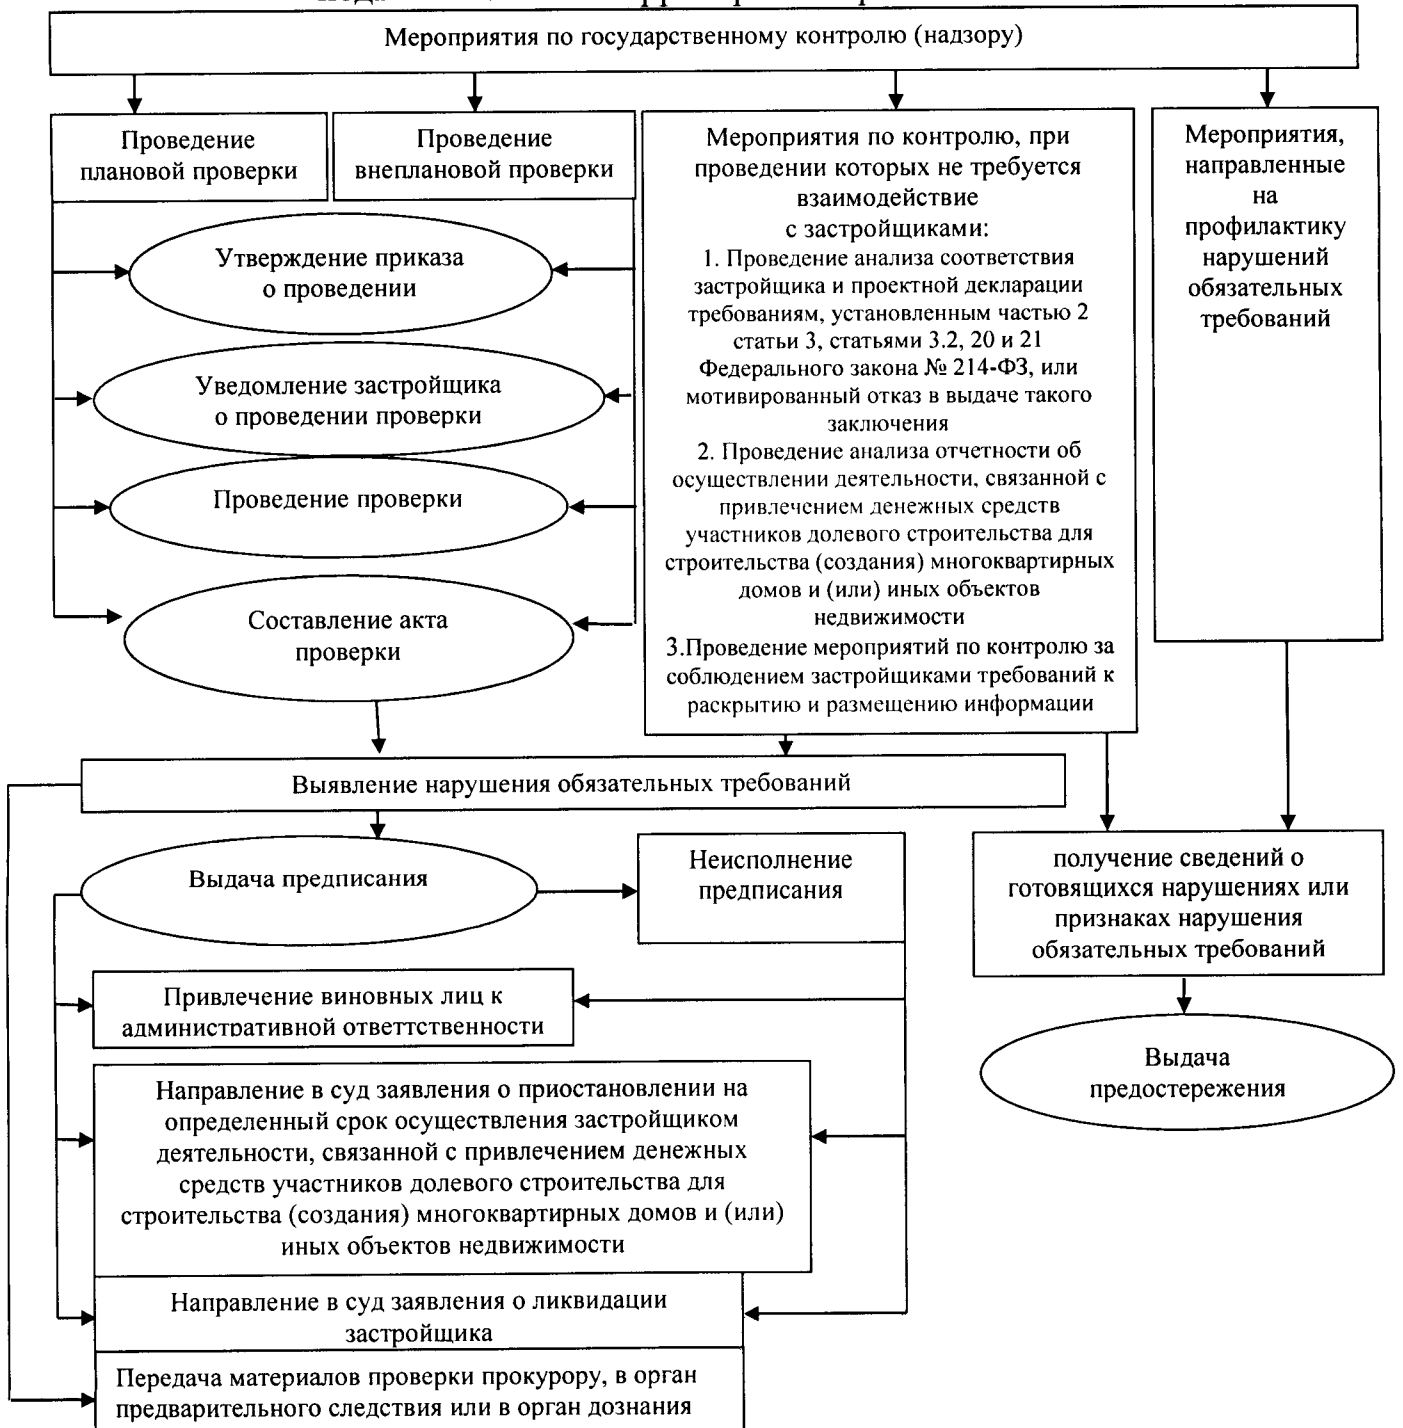 Мероприятия по государственному контролю (надзору)
Проведение
плановой проверки
Проведение
внеплановой проверки
Мероприятия по контролю, при
проведении которых не требуется
взаимодействие
с застройщиками:
1. Проведение анализа соответствия
застройщика и проектной декларации
требованиям, установленным частью 2
статьи 3, статьями 3.2, 20 и 21
Федерального закона № 214-ФЗ, или
мотивированный отказ в выдаче такого
заключения
2. Проведение анализа отчетности об
осуществлении деятельности, связанной с
привлечением денежных средств
участников долевого строительства для
строительства (создания) многоквартирных
домов и (или) иных объектов
недвижимости
3.Проведение мероприятий по контролю за
соблюдением застройщиками требований к
раскрытию и размещению информации
Мероприятия,
направленные
на
профилактику
нарушений
обязательных
требований
Утверждение приказа
о проведении
Уведомление застройщика
о проведении проверки
Проведение проверки
Составление акта
проверки
Выявление нарушения обязательных требований
Выдача предписания
Неисполнение
предписания
получение сведений о
готовящихся нарушениях или
признаках нарушения
обязательных требований
Привлечение виновных лиц к
административной ответтственности
Выдача
предостережения
Направление в суд заявления о приостановлении на
определенный срок осуществления застройщиком
деятельности, связанной с привлечением денежных
средств участников долевого строительства для
строительства (создания) многоквартирных домов и (или)
иных объектов недвижимости
Направление в суд заявления о ликвидации
застройщика
Передача материалов проверки прокурору, в орган
предварительного следствия или в орган дознания